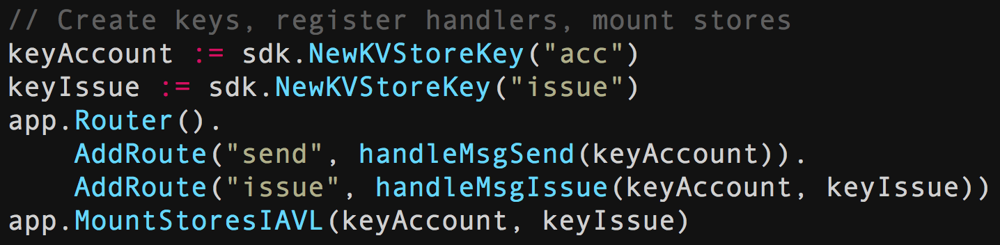 // Create keys, register handlers, mount stores
keyAccount := sdk.NewKVStoreKey("acc")
keyIssue := sdk.NewKVStoreKey("issue")
app.Router().
    AddRoute("send", handleMsgSend(keyAccount)).
    AddRoute("issue", handleMsgIssue(keyAccount, keyIssue))
app.MountStoresIAVL(keyAccount, keyIssue)